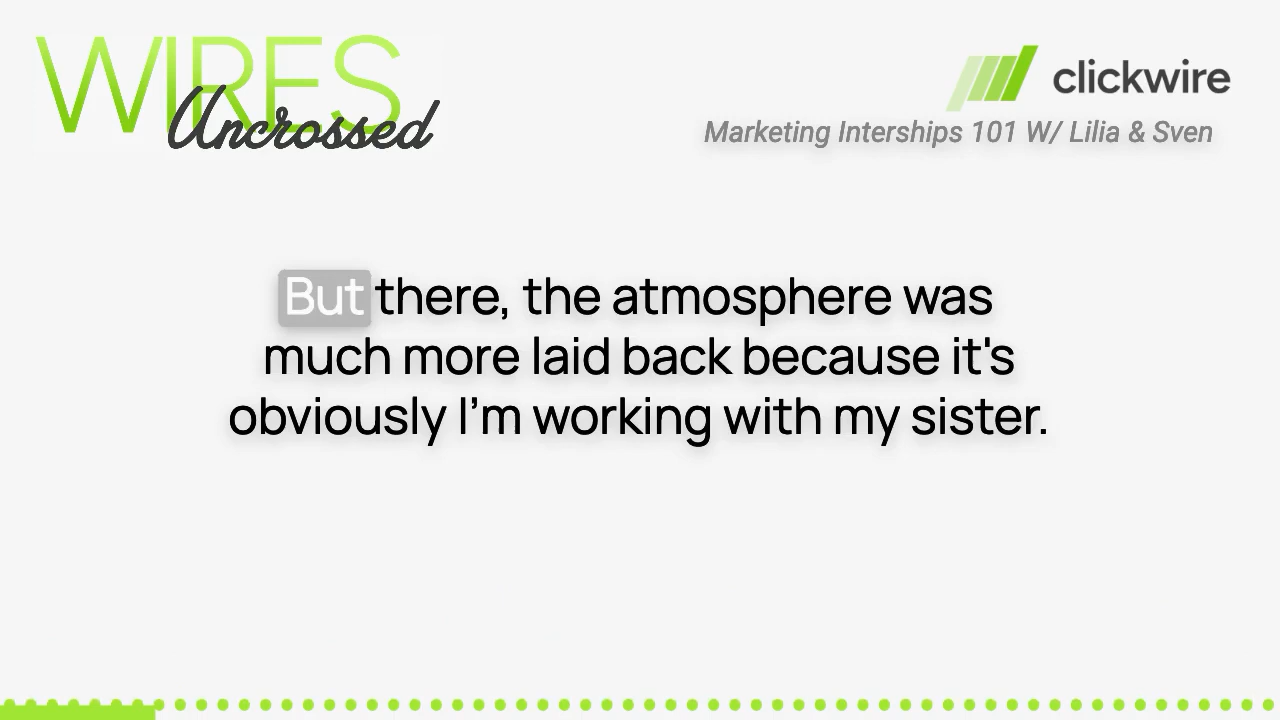 WIRES
Uncrossed
clickwire
Marketing Interships 101 W/ Lilia & Sven
But there, the atmosphere was
much more laid back because it's
obviously I'm working with my sister.